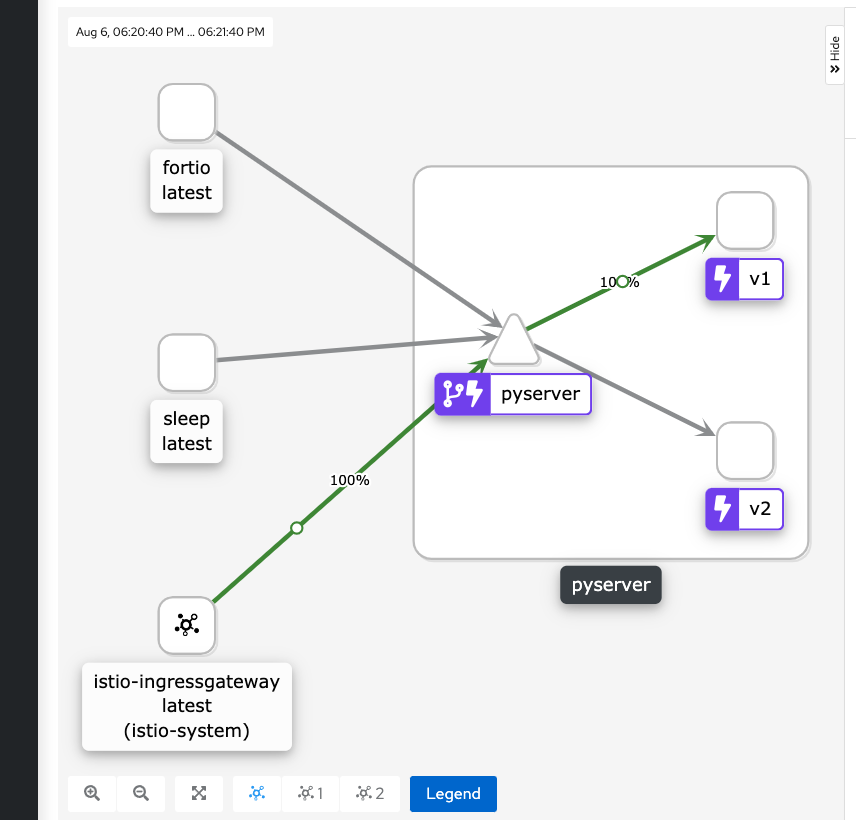 Aug 6, 06:20:40 PM ... 06:21:40 PM
Hide
fortio
latest
100%
v1
sleep
latest
pyserver
100%
v2
pyserver
istio-ingressgateway
latest
(istio-system)
1
2
Legend